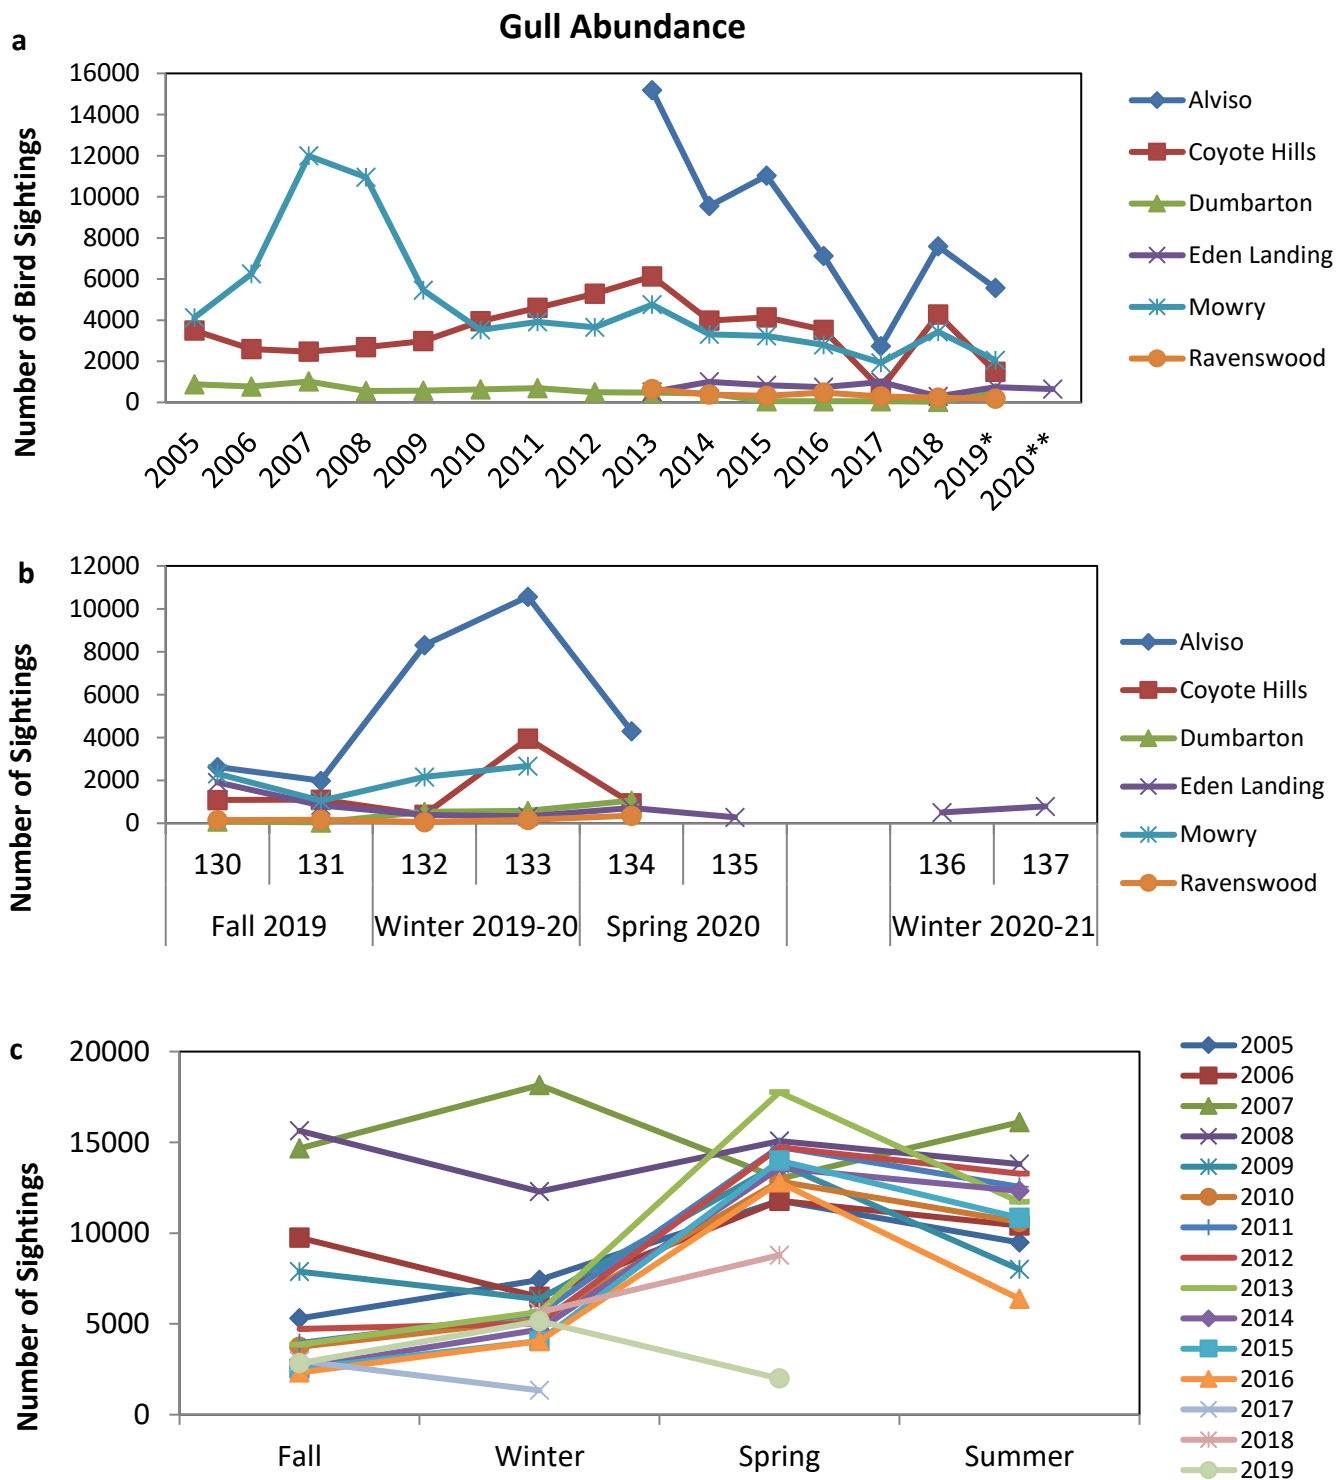 Gull Abundance
a
Number of Bird Sightings
16000
14000
12000
10000
8000
6000
4000
2000
0
2005
2006
2007
2008
2009
2010
2011
2012
2013
2014
2015
2016
2017
2018
2019*
2020**
Alviso
Coyote Hills
Dumbarton
Eden Landing
Mowry
Ravenswood
b
Number of Sightings
12000
10000
8000
6000
4000
2000
0
130 131 132 133 134 135 136 137
Fall 2019 Winter 2019-20 Spring 2020 Winter 2020-21
Alviso
Coyote Hills
Dumbarton
Eden Landing
Mowry
Ravenswood
c
Number of Sightings
20000
15000
10000
5000
0
Fall Winter Spring Summer
2005
2006
2007
2008
2009
2010
2011
2012
2013
2014
2015
2016
2017
2018
2019